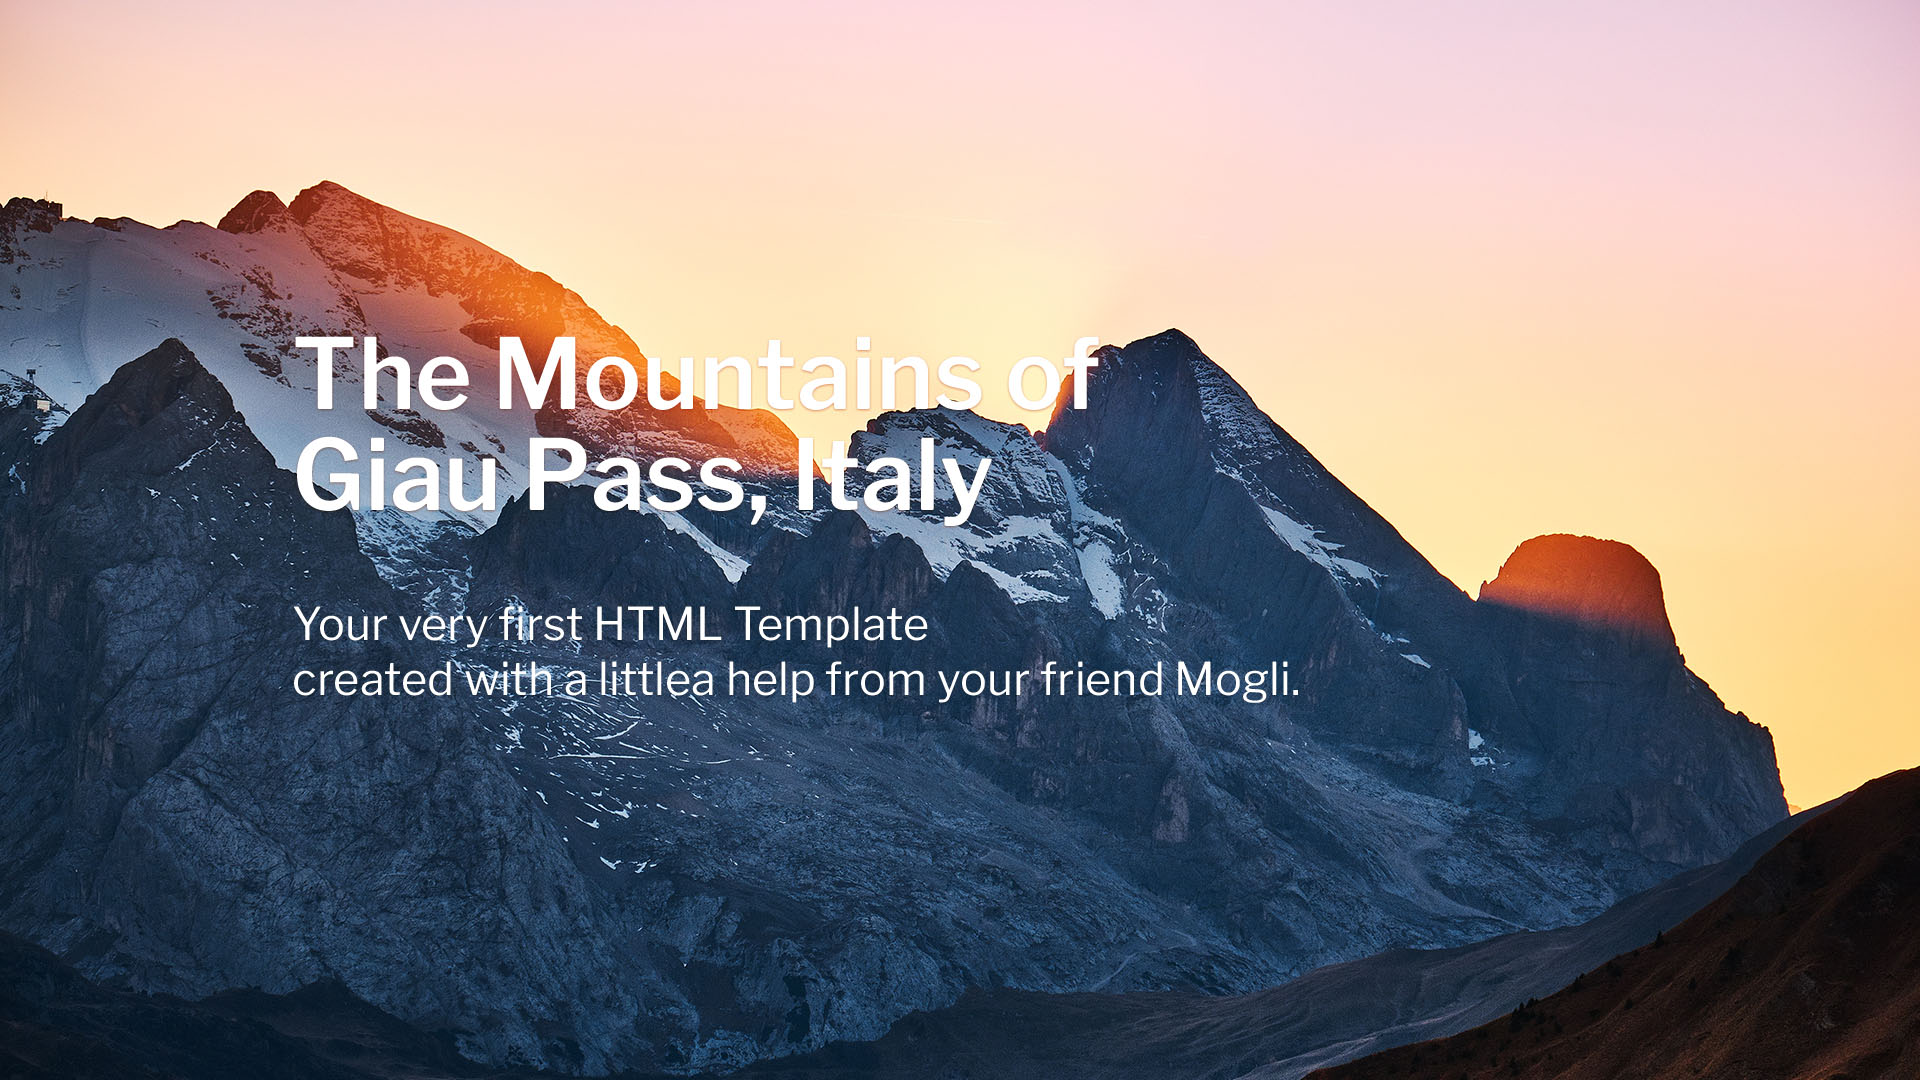 The Mountains of
Giau Pass, Italy
Your very first HTML Template
created with a littlea help from your friend Mogli.